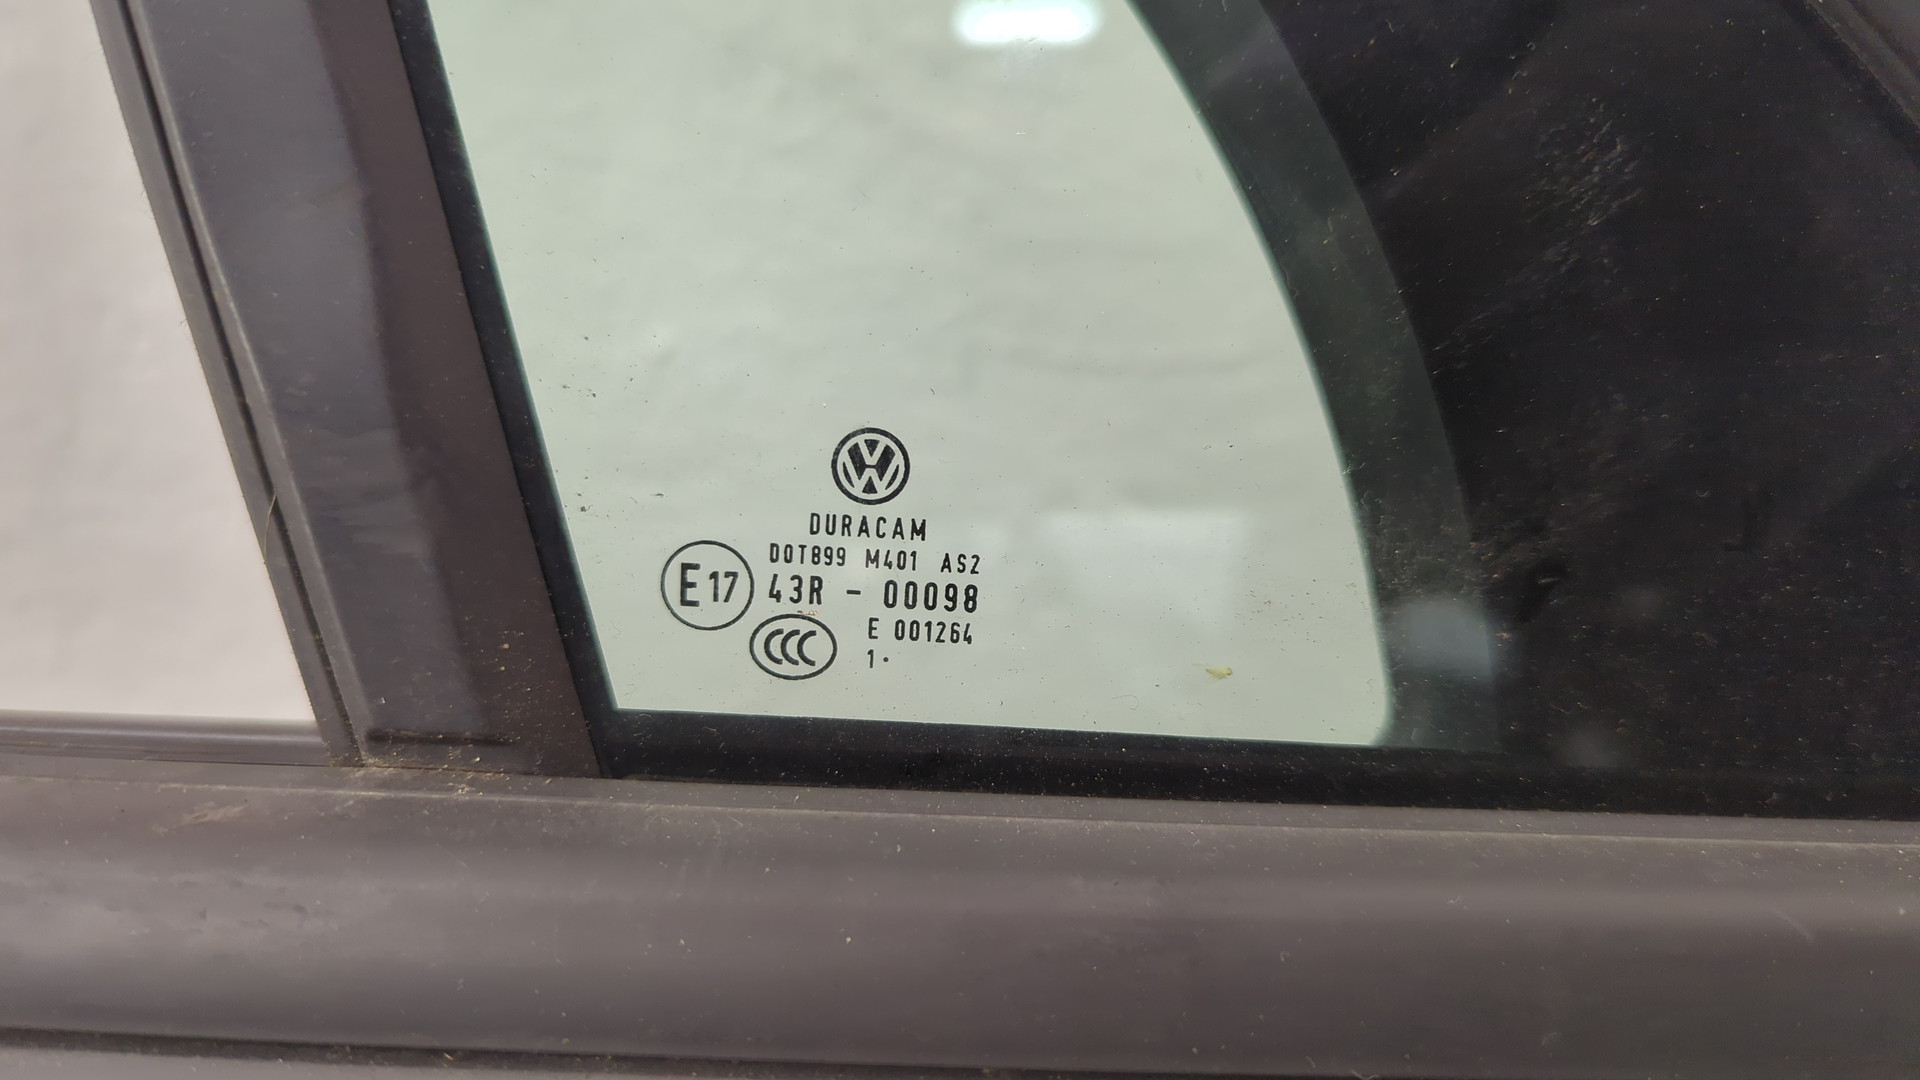 DURACAM
DOT899 M401 AS2
E17 43R - 00098
CCC E 001264
1·